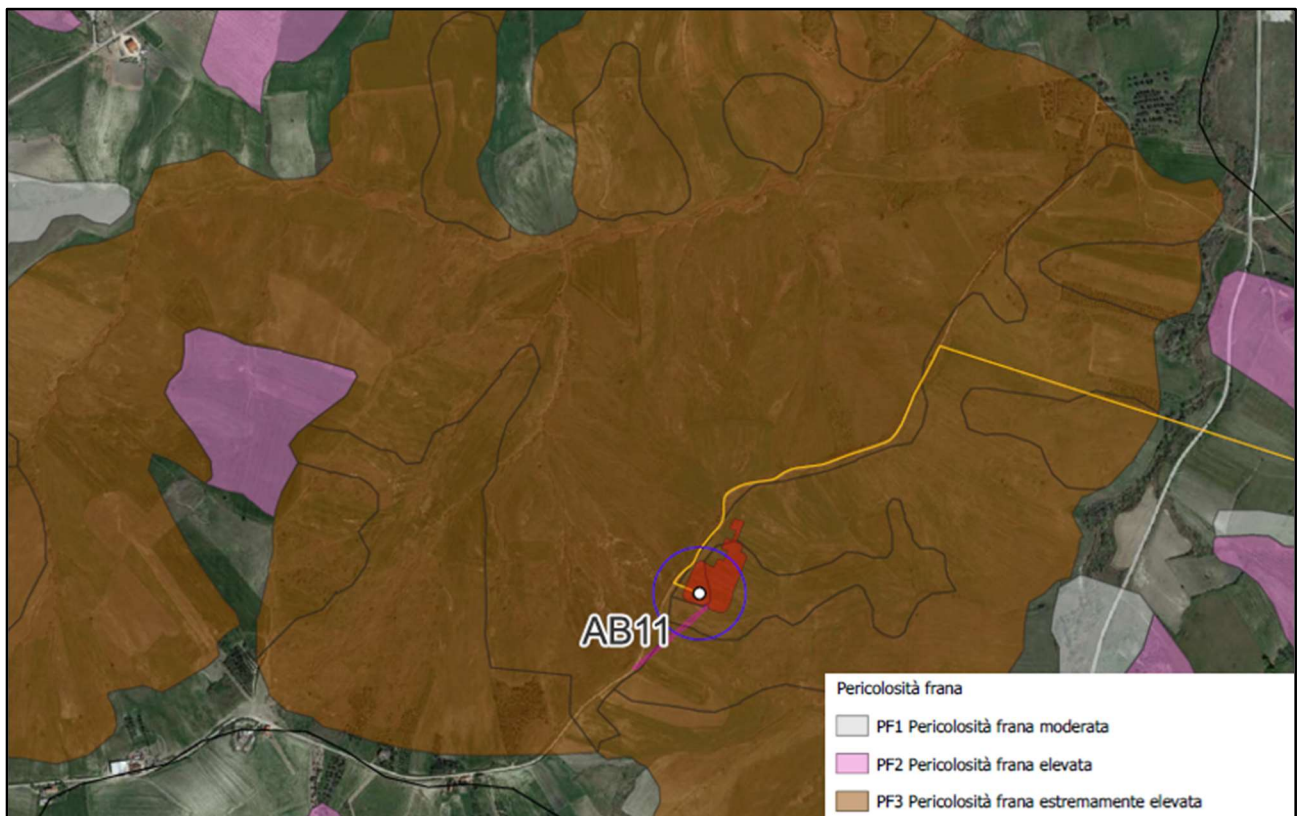 AB11
Pericolosità frana
PF1 Pericolosità frana moderata
PF2 Pericolosità frana elevata
PF3 Pericolosità frana estremamente elevata